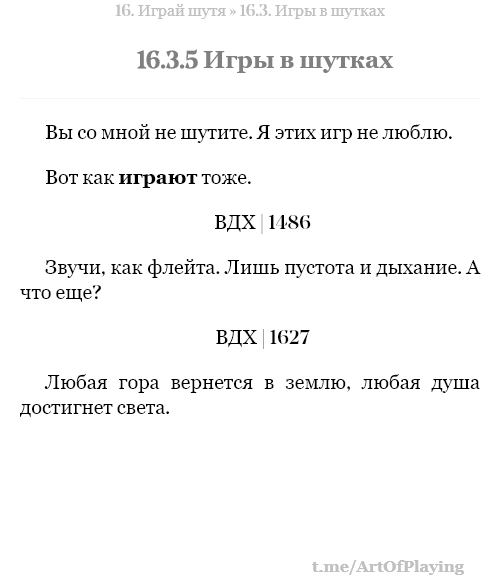 16. Играй шутя » 16.3. Игры в шутках
16.3.5 Игры в шутках
Вы со мной не шутите. Я этих игр не люблю.
Вот как играют тоже.
ВДХ | 1486
Звучи, как флейта. Лишь пустота и дыхание. А
что еще?
ВДХ | 1627
Любая гора вернется в землю, любая душа
достигнет света.
t.me/ArtOfPlaying